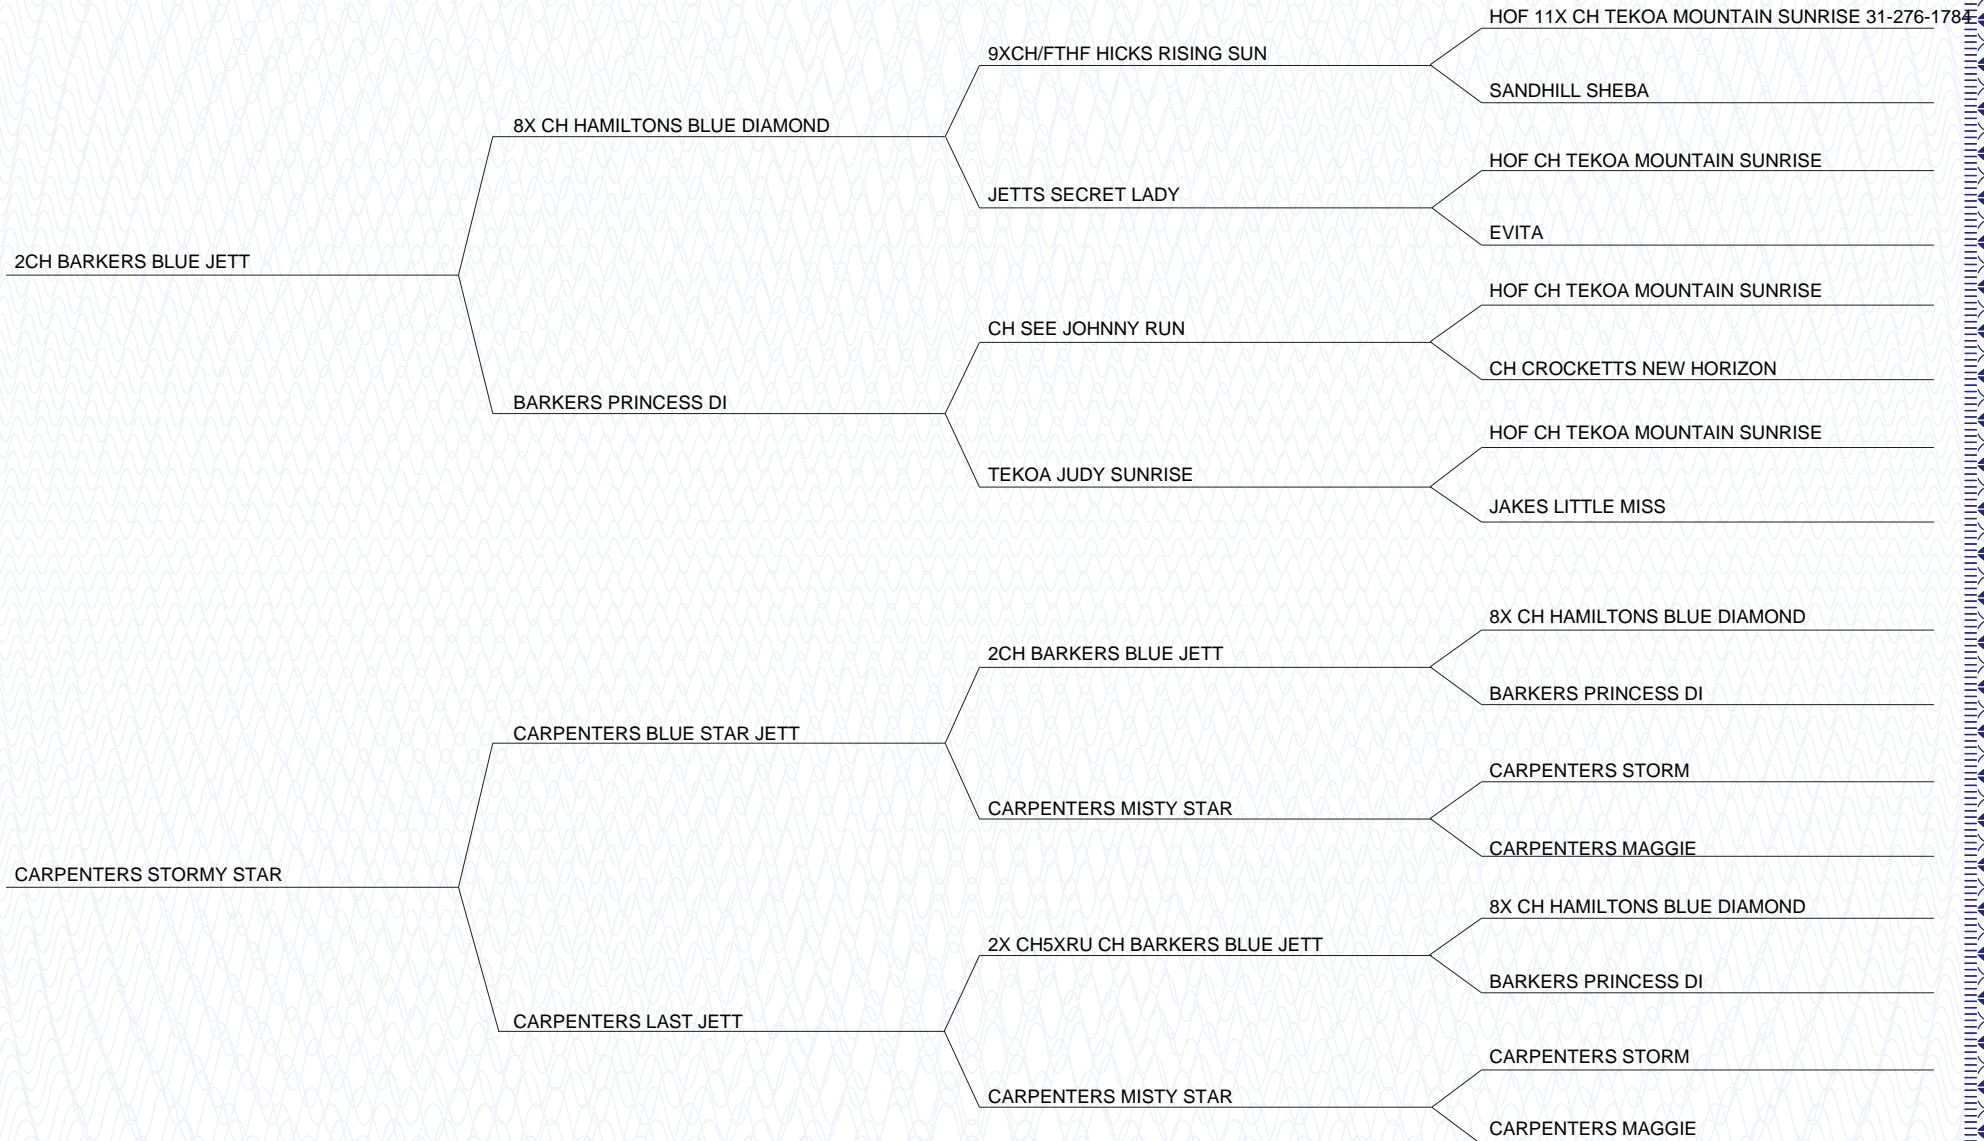 HOF 11X CH TEKOA MOUNTAIN SUNRISE 31-276-1784
9XCH/FTHF HICKS RISING SUN
SANDHILL SHEBA
8X CH HAMILTONS BLUE DIAMOND
HOF CH TEKOA MOUNTAIN SUNRISE
JETTS SECRET LADY
EVITA
2CH BARKERS BLUE JETT
HOF CH TEKOA MOUNTAIN SUNRISE
CH SEE JOHNNY RUN
CH CROCKETTS NEW HORIZON
BARKERS PRINCESS DI
HOF CH TEKOA MOUNTAIN SUNRISE
TEKOA JUDY SUNRISE
JAKES LITTLE MISS
8X CH HAMILTONS BLUE DIAMOND
2CH BARKERS BLUE JETT
BARKERS PRINCESS DI
CARPENTERS BLUE STAR JETT
CARPENTERS STORM
CARPENTERS MISTY STAR
CARPENTERS MAGGIE
CARPENTERS STORMY STAR
8X CH HAMILTONS BLUE DIAMOND
2X CH5XRU CH BARKERS BLUE JETT
BARKERS PRINCESS DI
CARPENTERS LAST JETT
CARPENTERS STORM
CARPENTERS MISTY STAR
CARPENTERS MAGGIE